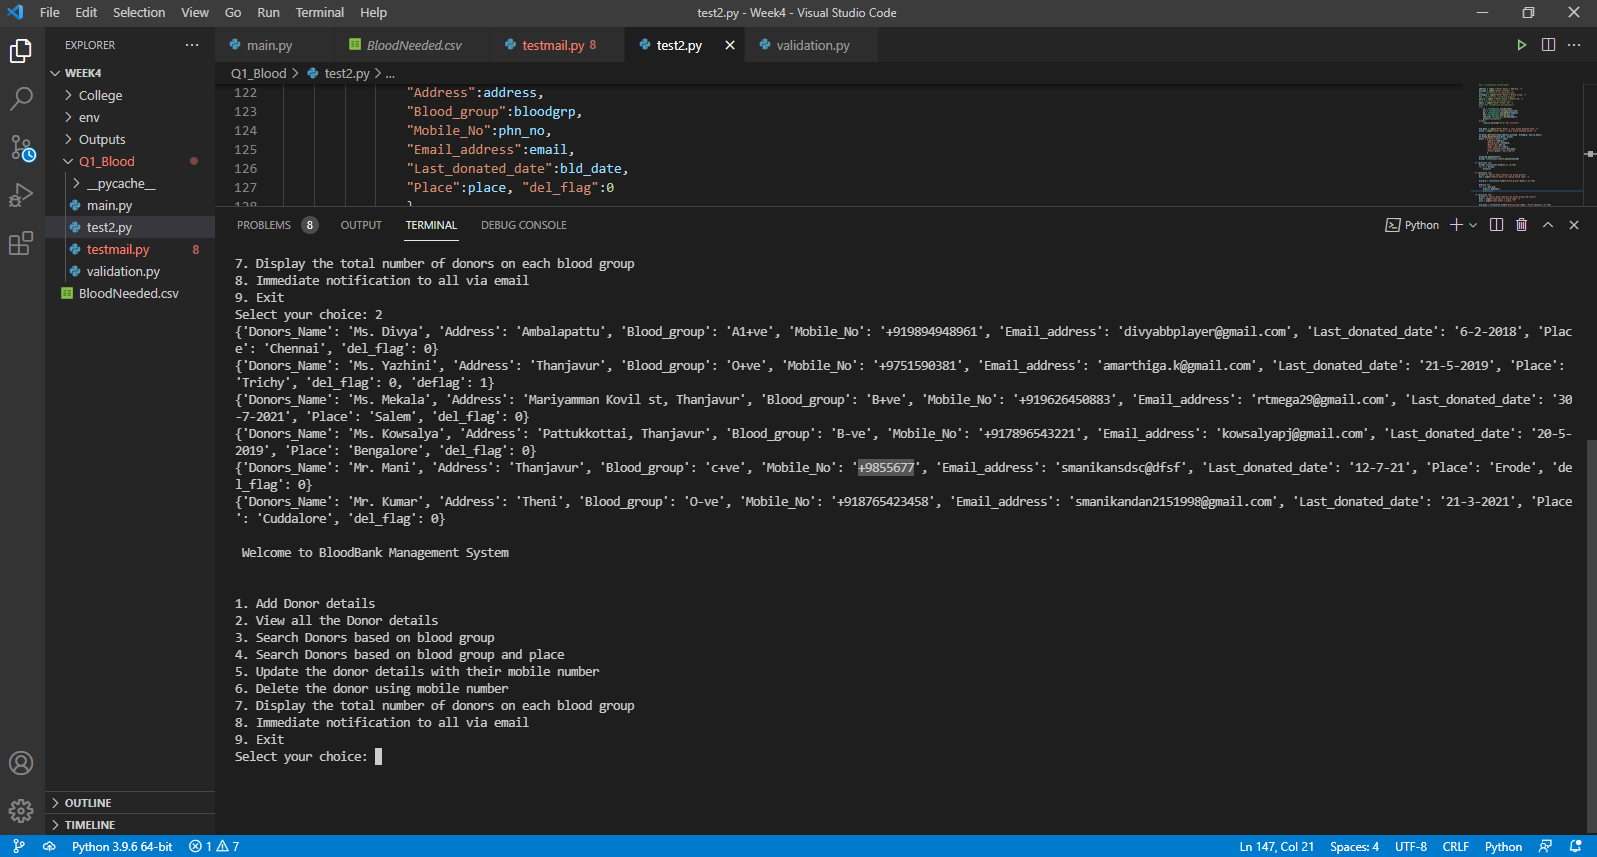 File Edit Selection View Go Run Terminal Help
test2.py - Week4 - Visual Studio Code
EXPLORER
WEEK4
College
env
Outputs
Q1_Blood
__pycache__
main.py
test2.py
testmail.py 8
validation.py
BloodNeeded.csv
OUTLINE
TIMELINE
main.py BloodNeeded.csv testmail.py 8 test2.py validation.py
Q1_Blood > test2.py > ...
122 "Address":address,
123 "Blood_group":bloodgrp,
124 "Mobile_No":phn_no,
125 "Email_address":email,
126 "Last_donated_date":bld_date,
127 "Place":place, "del_flag":0
PROBLEMS 8 OUTPUT TERMINAL DEBUG CONSOLE
Python
7. Display the total number of donors on each blood group
8. Immediate notification to all via email
9. Exit
Select your choice: 2
{'Donors_Name': 'Ms. Divya', 'Address': 'Ambalapattu', 'Blood_group': 'A1+ve', 'Mobile_No': '+919894948961', 'Email_address': 'divyabbplayer@gmail.com', 'Last_donated_date': '6-2-2018', 'Plac
e': 'Chennai', 'del_flag': 0}
{'Donors_Name': 'Ms. Yazhini', 'Address': 'Thanjavur', 'Blood_group': 'O+ve', 'Mobile_No': '+9751590381', 'Email_address': 'amarthiga.k@gmail.com', 'Last_donated_date': '21-5-2019', 'Place':
'Trichy', 'del_flag': 0, 'deflag': 1}
{'Donors_Name': 'Ms. Mekala', 'Address': 'Mariyamman Kovil st, Thanjavur', 'Blood_group': 'B+ve', 'Mobile_No': '+919626450883', 'Email_address': 'rtmega29@gmail.com', 'Last_donated_date': '30
-7-2021', 'Place': 'Salem', 'del_flag': 0}
{'Donors_Name': 'Ms. Kowsalya', 'Address': 'Pattukkottai, Thanjavur', 'Blood_group': 'B-ve', 'Mobile_No': '+917896543221', 'Email_address': 'kowsalyapj@gmail.com', 'Last_donated_date': '20-5-
2019', 'Place': 'Bengalore', 'del_flag': 0}
{'Donors_Name': 'Mr. Mani', 'Address': 'Thanjavur', 'Blood_group': 'c+ve', 'Mobile_No': '+9855677', 'Email_address': 'smanikansdsc@dfsf', 'Last_donated_date': '12-7-21', 'Place': 'Erode', 'de
l_flag': 0}
{'Donors_Name': 'Mr. Kumar', 'Address': 'Theni', 'Blood_group': 'O-ve', 'Mobile_No': '+918765423458', 'Email_address': 'smanikandan2151998@gmail.com', 'Last_donated_date': '21-3-2021', 'Place
': 'Cuddalore', 'del_flag': 0}
Welcome to BloodBank Management System
1. Add Donor details
2. View all the Donor details
3. Search Donors based on blood group
4. Search Donors based on blood group and place
5. Update the donor details with their mobile number
6. Delete the donor using mobile number
7. Display the total number of donors on each blood group
8. Immediate notification to all via email
9. Exit
Select your choice:
Python 3.9.6 64-bit 1 7 Ln 147, Col 21 Spaces: 4 UTF-8 CRLF Python